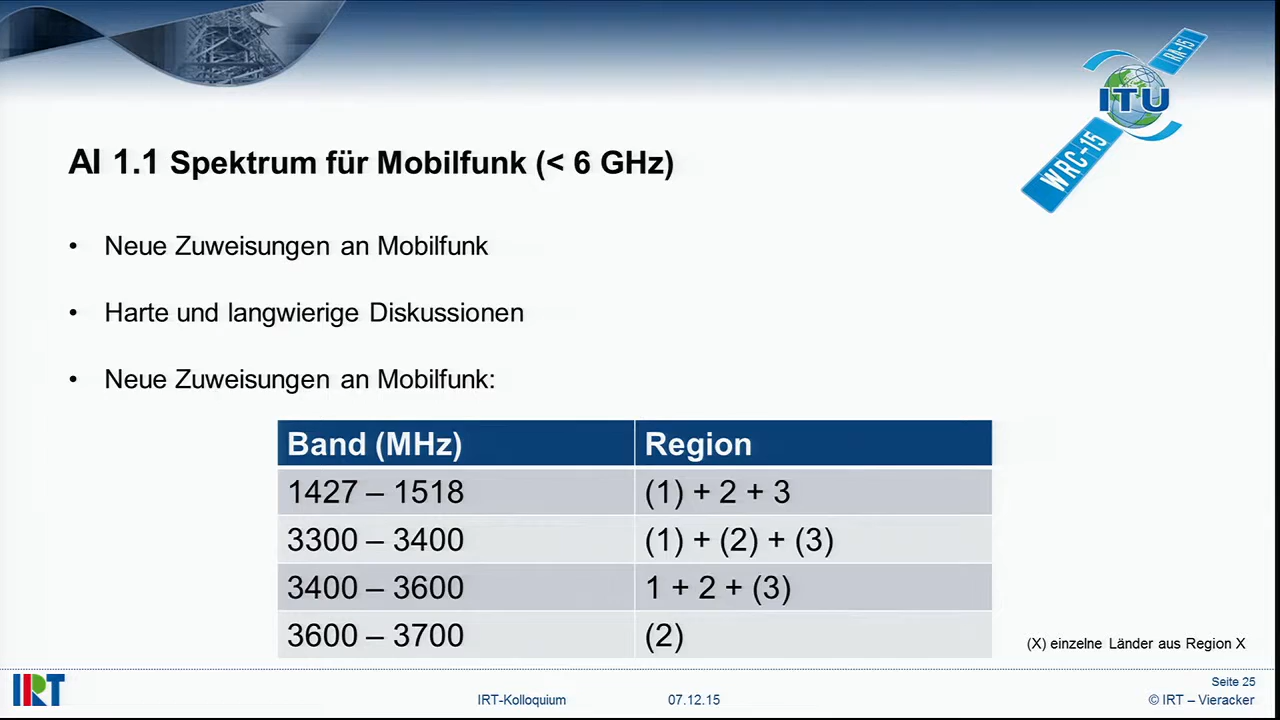 RA-15
ITU
WRC-15
AI 1.1 Spektrum für Mobilfunk (< 6 GHz)
• Neue Zuweisungen an Mobilfunk
• Harte und langwierige Diskussionen
• Neue Zuweisungen an Mobilfunk:
Band (MHz) Region
1427 – 1518 (1) + 2 + 3
3300 – 3400 (1) + (2) + (3)
3400 – 3600 1 + 2 + (3)
3600 – 3700 (2)
(X) einzelne Länder aus Region X
IRT
IRT-Kolloquium 07.12.15
Seite 25
© IRT – Vieracker